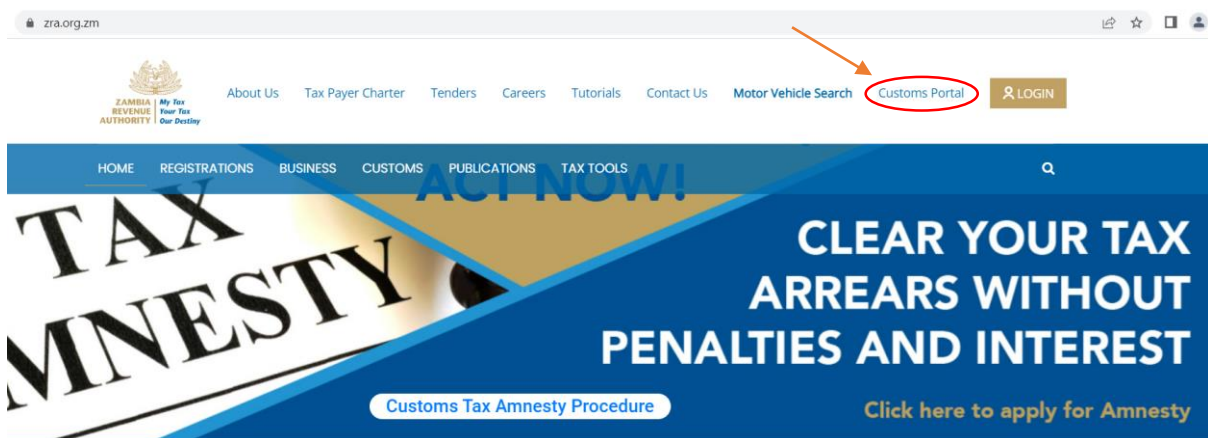 zra.org.zm
ZAMBIA
REVENUE
AUTHORITY
My Tax
Your Tax
Our Destiny
About Us Tax Payer Charter Tenders Careers Tutorials Contact Us Motor Vehicle Search Customs Portal LOGIN
HOME REGISTRATIONS BUSINESS CUSTOMS PUBLICATIONS TAX TOOLS
ACT NOW!
TAX
MNESTY
CLEAR YOUR TAX
ARREARS WITHOUT
PENALTIES AND INTEREST
Customs Tax Amnesty Procedure
Click here to apply for Amnesty